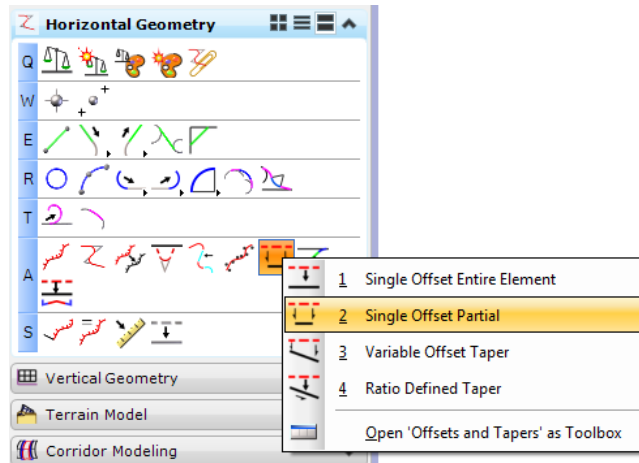 Horizontal Geometry
Q
W
E
R
T
A
1 Single Offset Entire Element
2 Single Offset Partial
3 Variable Offset Taper
4 Ratio Defined Taper
Open 'Offsets and Tapers' as Toolbox
S
Vertical Geometry
Terrain Model
Corridor Modeling